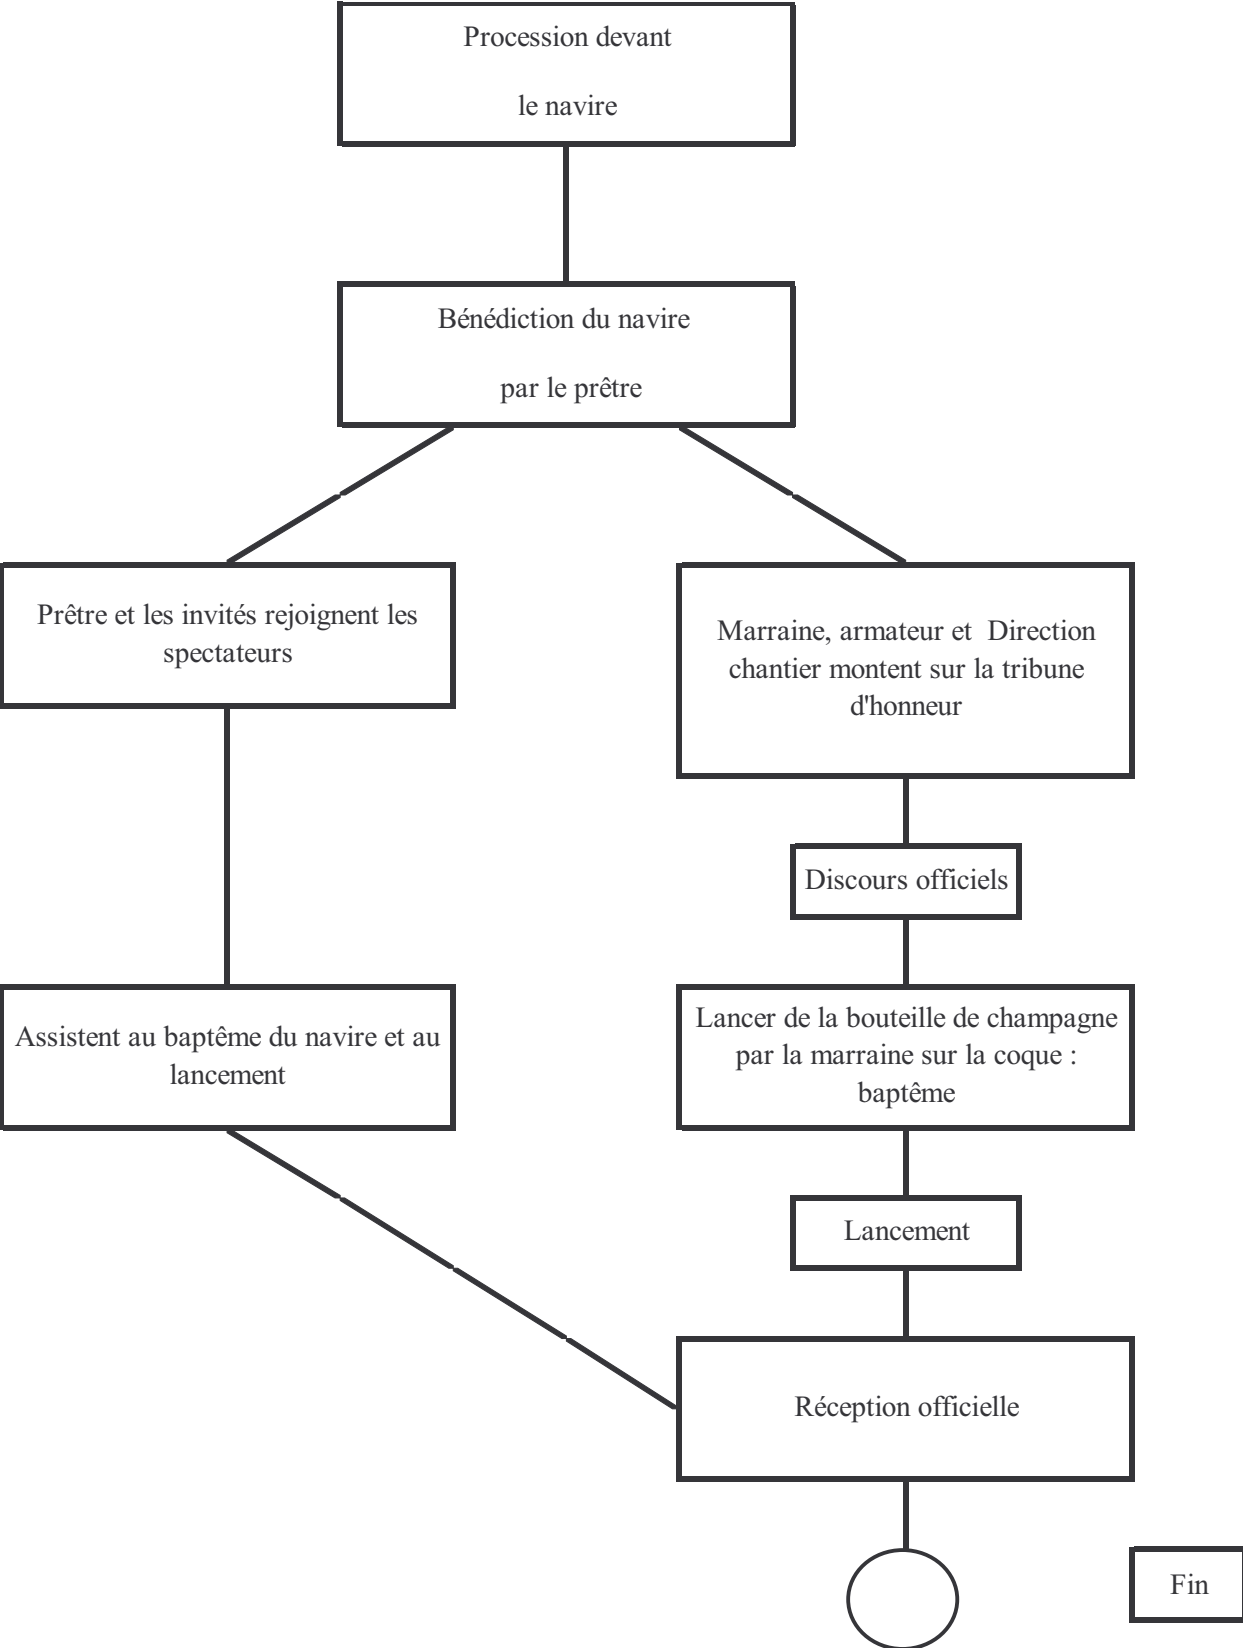 Procession devant
le navire
Bénédiction du navire
par le prêtre
Prêtre et les invités rejoignent les
spectateurs
Marraine, armateur et Direction
chantier montent sur la tribune
d'honneur
Discours officiels
Assistent au baptême du navire et au
lancement
Lancer de la bouteille de champagne
par la marraine sur la coque :
baptême
Lancement
Réception officielle
Fin